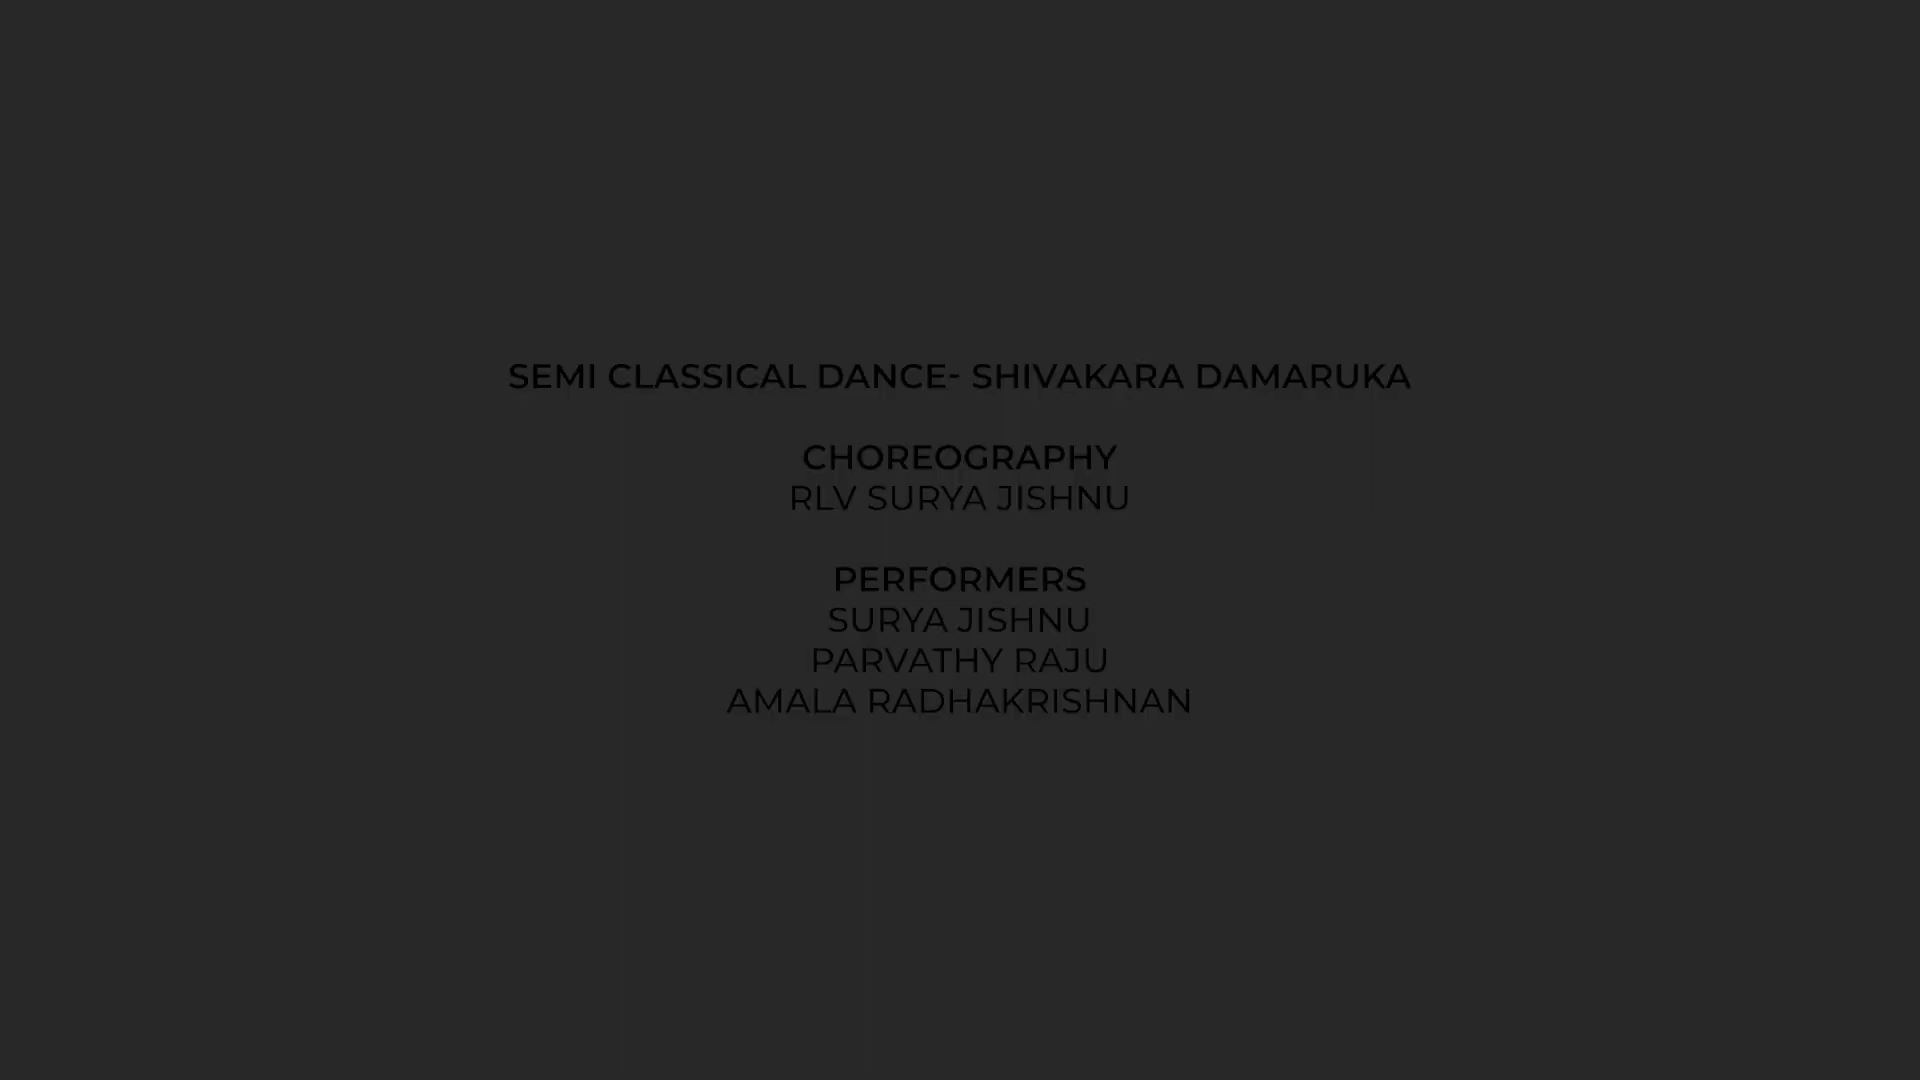 SEMI CLASSICAL DANCE- SHIVAKARA DAMARUKA
CHOREOGRAPHY
RLV SURYA JISHNU
PERFORMERS
SURYA JISHNU
PARVATHY RAJU
AMALA RADHAKRISHNAN